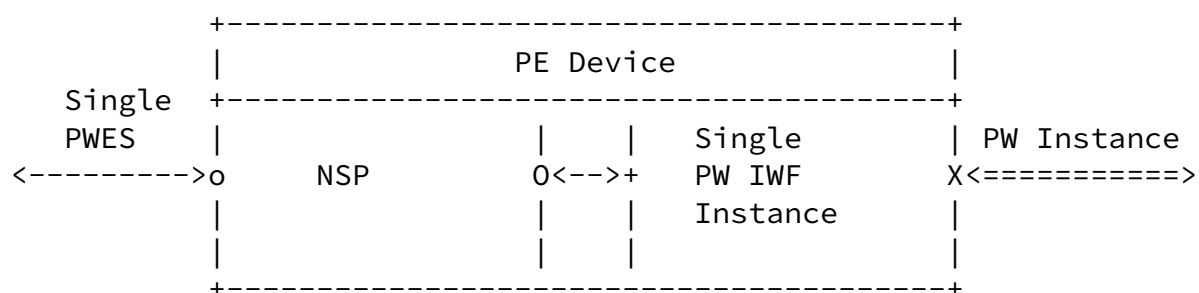 +---------------------------------------+
|                PE Device              |
Single  +---------------------------------------+
PWES    |                 |    |   Single        | PW Instance
<--------->o      NSP        O<-->+   PW IWF        X<===========>
|                 |    |   Instance      |
|                 |    |                 |
+---------------------------------------+